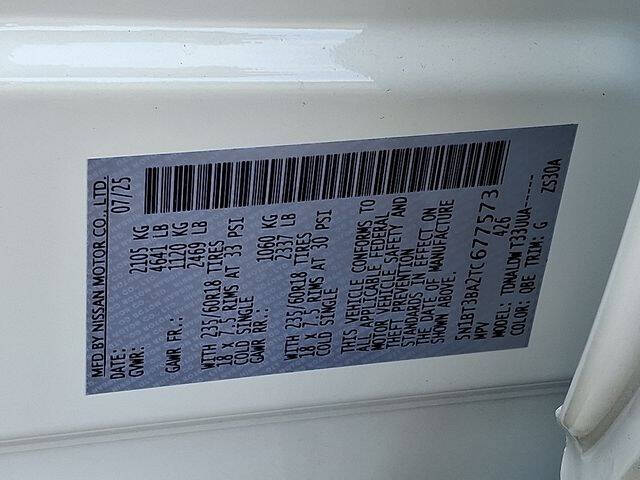 MFD BY NISSAN MOTOR CO., LTD.
DATE: 07/25
GVWR: 2105 KG
4641 LB
GAWR FR.: 1120 KG
2469 LB
WITH 235/60R18 TIRES
18 X 7.5 RIMS AT 33 PSI
COLD SINGLE
GAWR RR.: 1060 KG
2337 LB
WITH 235/60R18 TIRES
18 X 7.5 RIMS AT 30 PSI
COLD SINGLE
THIS VEHICLE CONFORMS TO
ALL APPLICABLE FEDERAL
MOTOR VEHICLE SAFETY AND
THEFT PREVENTION
STANDARDS IN EFFECT ON
THE DATE OF MANUFACTURE
SHOWN ABOVE.
5N1BT3BA2TC677573
MPV 426
MODEL: TDMALDW T33UUA-----
COLOR: QBE TRIM: G ZS30A